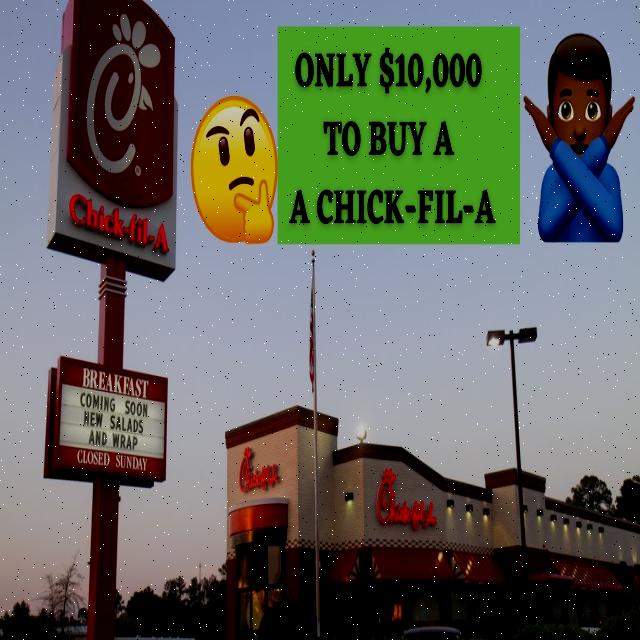 ONLY $10,000
TO BUY A
A CHICK-FIL-A
Chick-fil-A
BREAKFAST
COMING SOON
NEW SALADS
AND WRAP
CLOSED SUNDAY
Chick-fil-A
Chick-fil-A